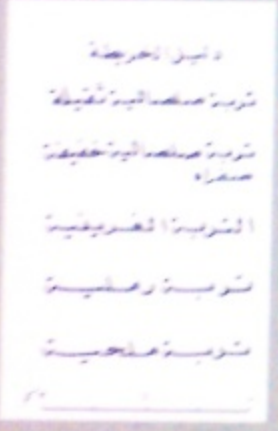 دليل الخريطة
تربة صلصالية ثقيلة
تربة صلصالية خفيفة
صفراء
التربة الغرينية
تربة رملية
تربة ملحية